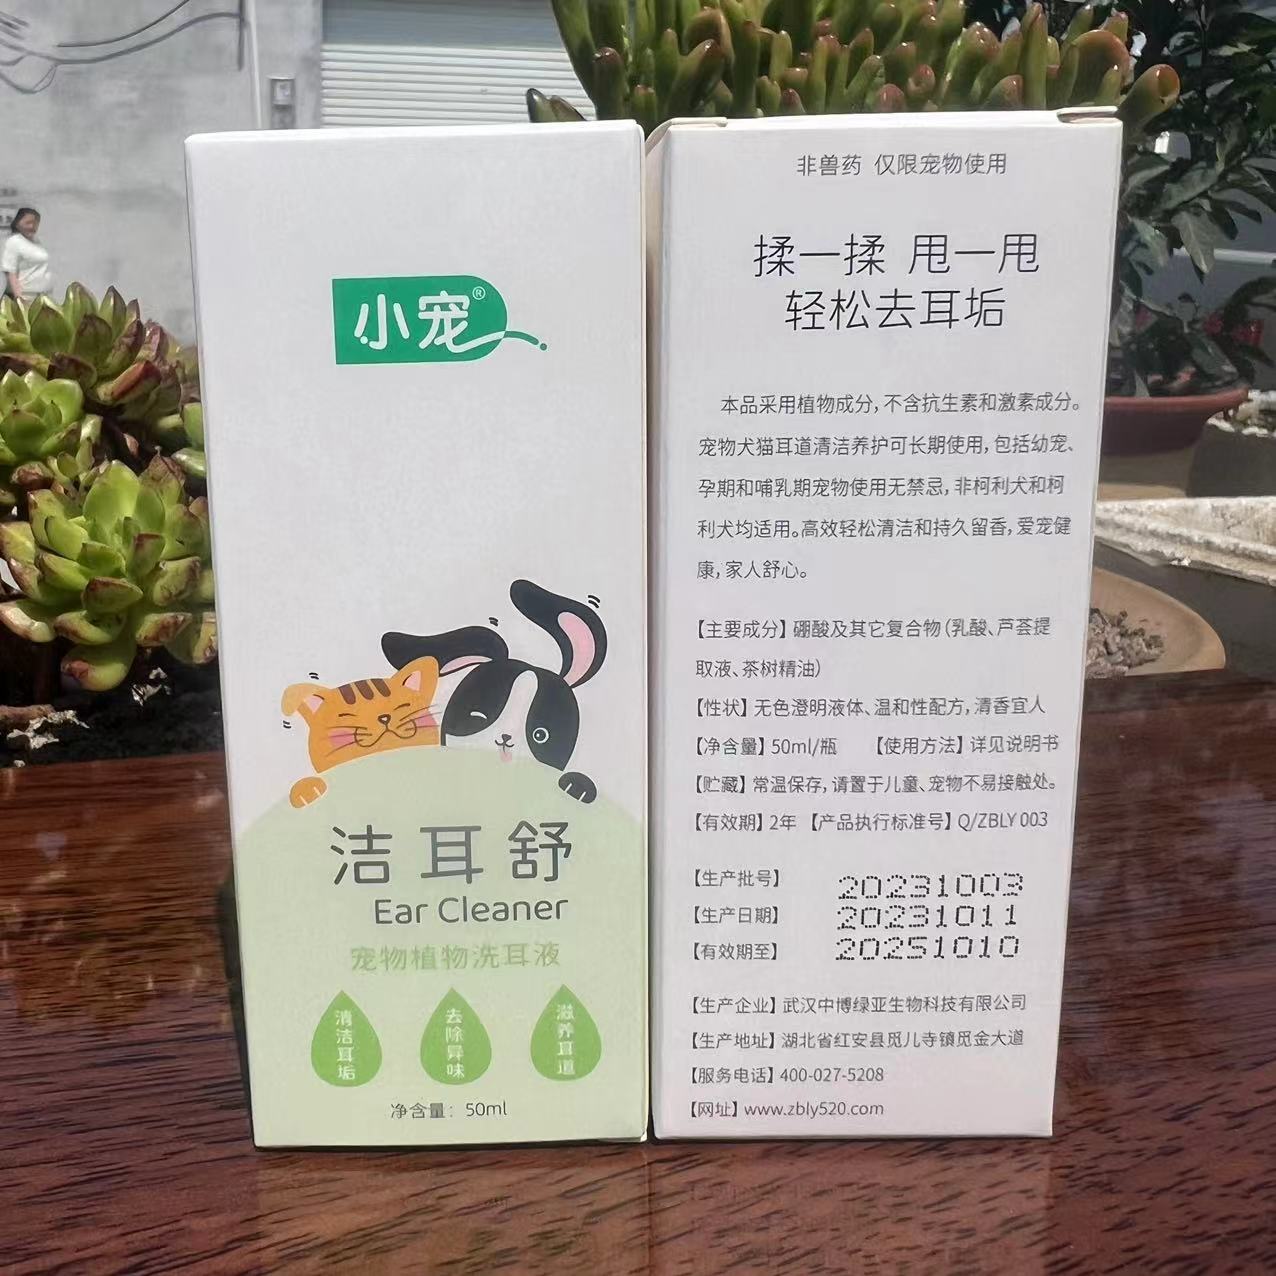 小宠®
洁耳舒
Ear Cleaner
宠物植物洗耳液
清洁耳垢
去除异味
滋养耳道
净含量：50ml
非兽药 仅限宠物使用
揉一揉 甩一甩
轻松去耳垢
本品采用植物成分，不含抗生素和激素成分。
宠物犬猫耳道清洁养护可长期使用，包括幼宠、
孕期和哺乳期宠物使用无禁忌，非柯利犬和柯
利犬均适用。高效轻松清洁和持久留香，爱宠健
康，家人舒心。
【主要成分】硼酸及其它复合物（乳酸、芦荟提
取液、茶树精油）
【性状】无色澄明液体、温和性配方，清香宜人
【净含量】50ml/瓶 【使用方法】详见说明书
【贮藏】常温保存，请置于儿童、宠物不易接触处。
【有效期】2年 【产品执行标准号】Q/ZBLY 003
【生产批号】 20231003
【生产日期】 20231011
【有效期至】 20251010
【生产企业】武汉中博绿亚生物科技有限公司
【生产地址】湖北省红安县觅儿寺镇觅金大道
【服务电话】400-027-5208
【网址】www.zbly520.com